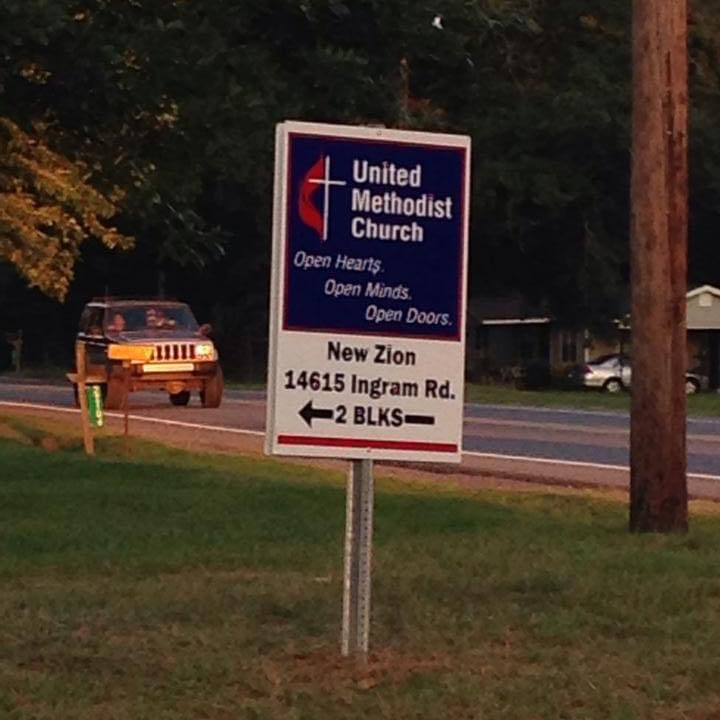 United
Methodist
Church
Open Hearts.
Open Minds.
Open Doors.
New Zion
14615 Ingram Rd.
2 BLKS